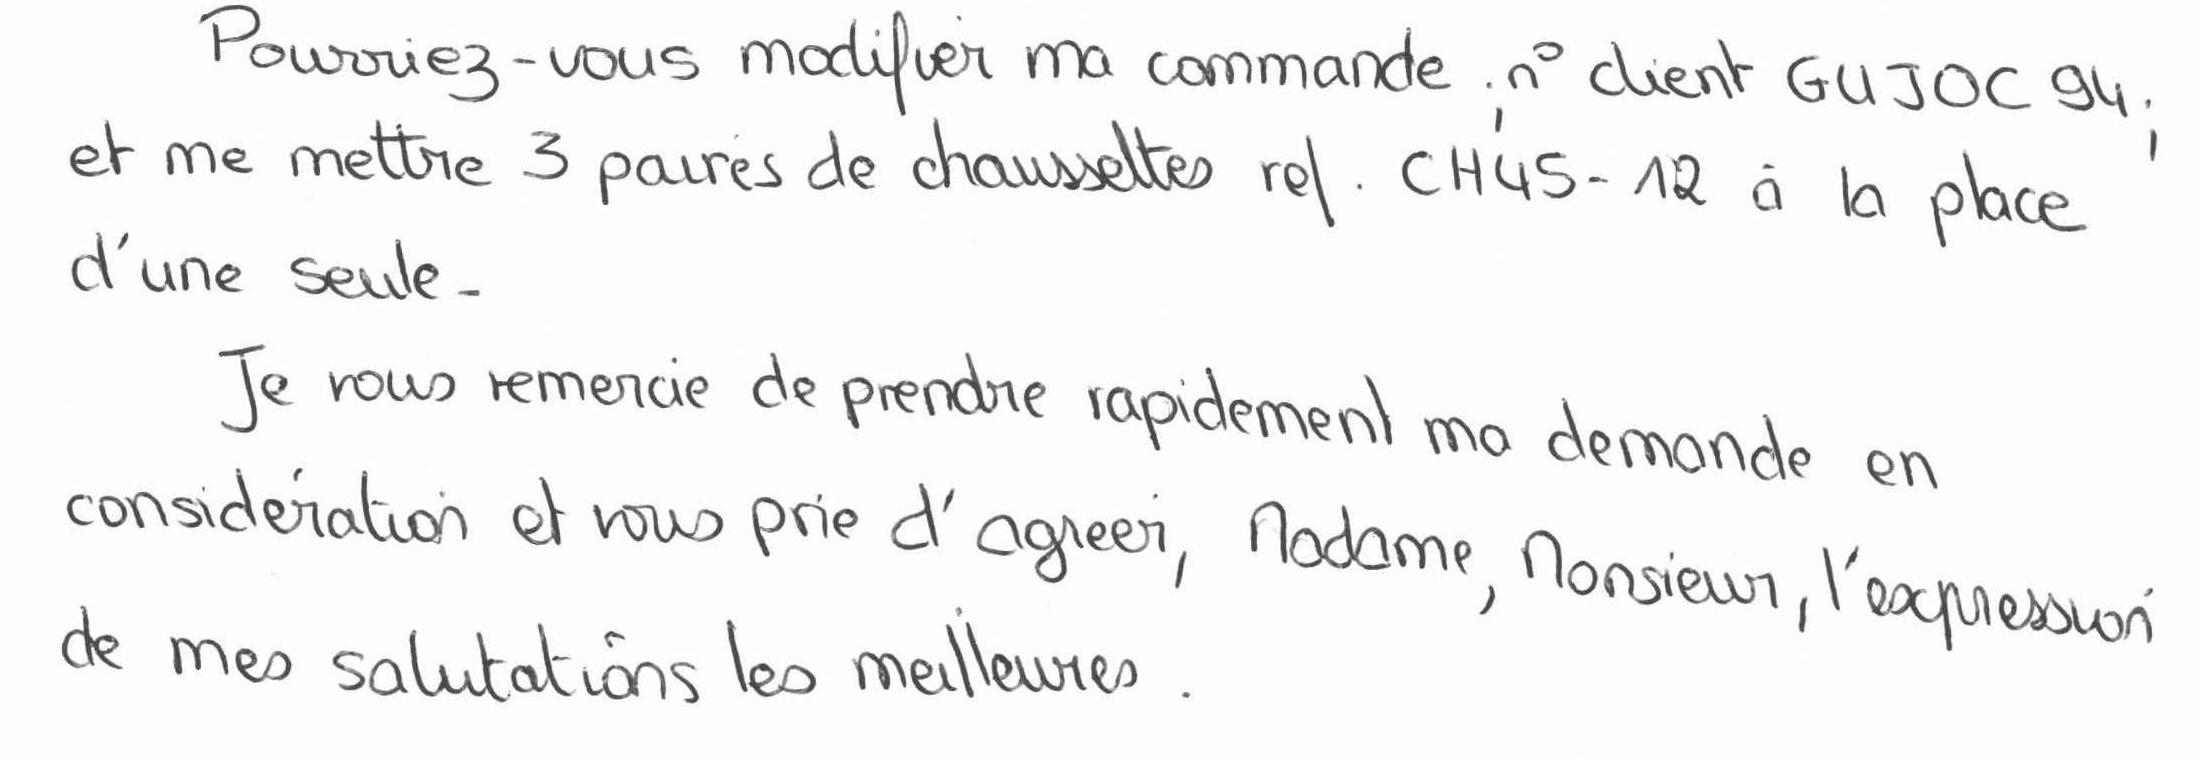 Pourriez-vous modifier ma commande ; n° client GUJOC 94 ;
et me mettre 3 paires de chaussettes ref. CH45-12 à la place
d'une seule -
Je vous remercie de prendre rapidement ma demande en
considération et vous prie d'agréer, Madame, Monsieur, l'expression
de mes salutations les meilleures.